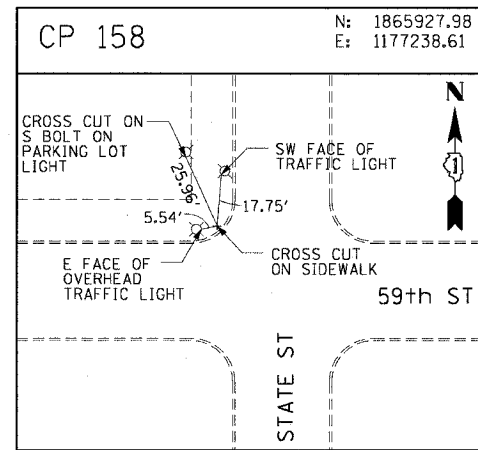 CP 158
N: 1865927.98
E: 1177238.61
CROSS CUT ON
S BOLT ON
PARKING LOT
LIGHT
N
SW FACE OF
TRAFFIC LIGHT
1
25.96'
17.75'
5.54'
E FACE OF
OVERHEAD
TRAFFIC LIGHT
CROSS CUT
ON SIDEWALK
59th ST
STATE ST